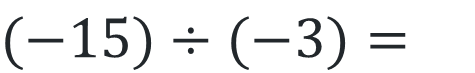 (−15) ÷ (−3) =